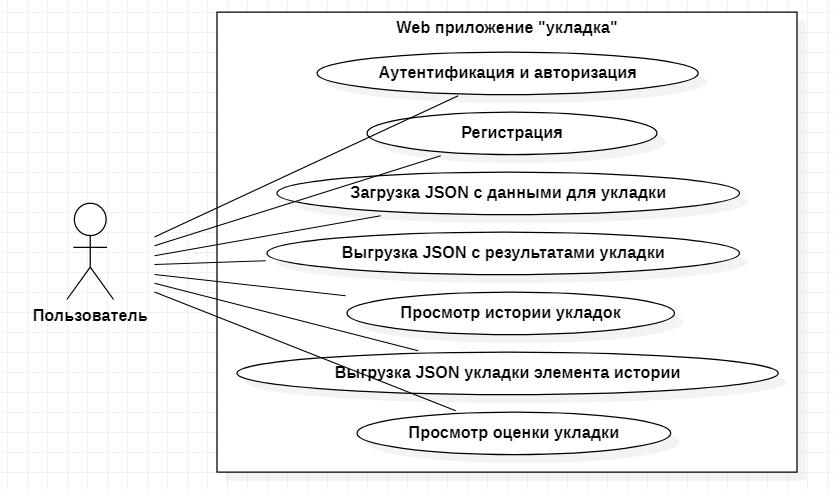 Web приложение "укладка"
Аутентификация и авторизация
Регистрация
Загрузка JSON с данными для укладки
Выгрузка JSON с результатами укладки
Просмотр истории укладок
Выгрузка JSON укладки элемента истории
Просмотр оценки укладки
Пользователь